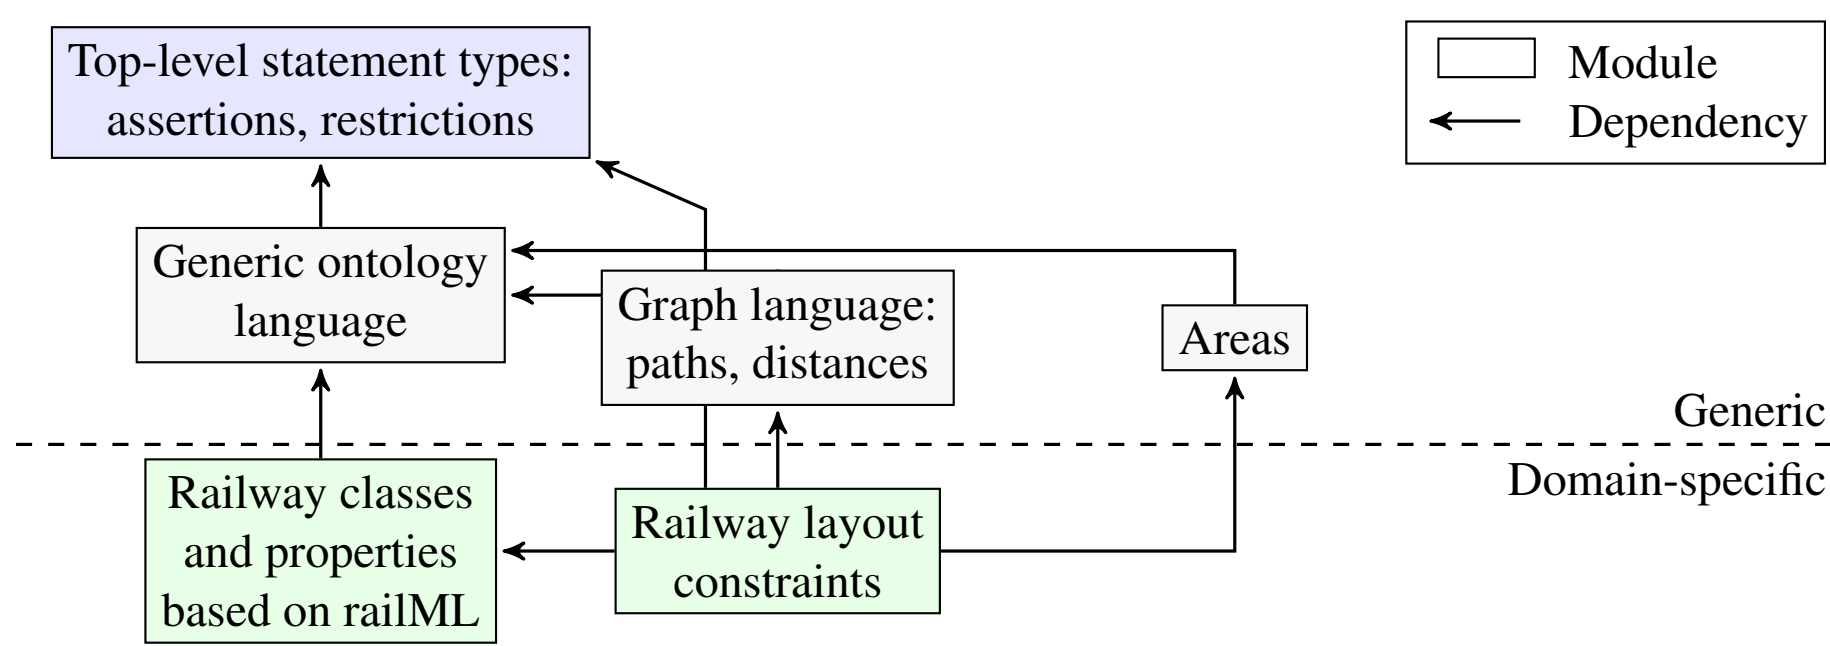 Top-level statement types:
assertions, restrictions
Module
Dependency
Generic ontology
language
Graph language:
paths, distances
Areas
Generic
Domain-specific
Railway classes
and properties
based on railML
Railway layout
constraints